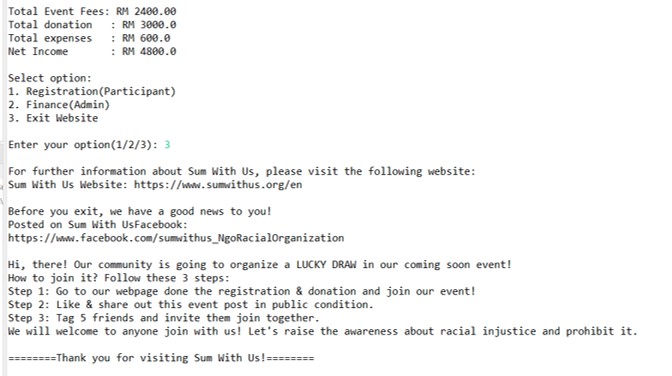 Total Event Fees: RM 2400.00
Total donation   : RM 3000.0
Total expenses   : RM 600.0
Net Income       : RM 4800.0
Select option:
1. Registration(Participant)
2. Finance(Admin)
3. Exit Website
Enter your option(1/2/3): 3
For further information about Sum With Us, please visit the following website:
Sum With Us Website: https://www.sumwithus.org/en
Before you exit, we have a good news to you!
Posted on Sum With UsFacebook:
https://www.facebook.com/sumwithus_NgoRacialOrganization
Hi, there! Our community is going to organize a LUCKY DRAW in our coming soon event!
How to join it? Follow these 3 steps:
Step 1: Go to our webpage done the registration & donation and join our event!
Step 2: Like & share out this event post in public condition.
Step 3: Tag 5 friends and invite them join together.
We will welcome to anyone join with us! Let's raise the awareness about racial injustice and prohibit it.
========Thank you for visiting Sum With Us!========